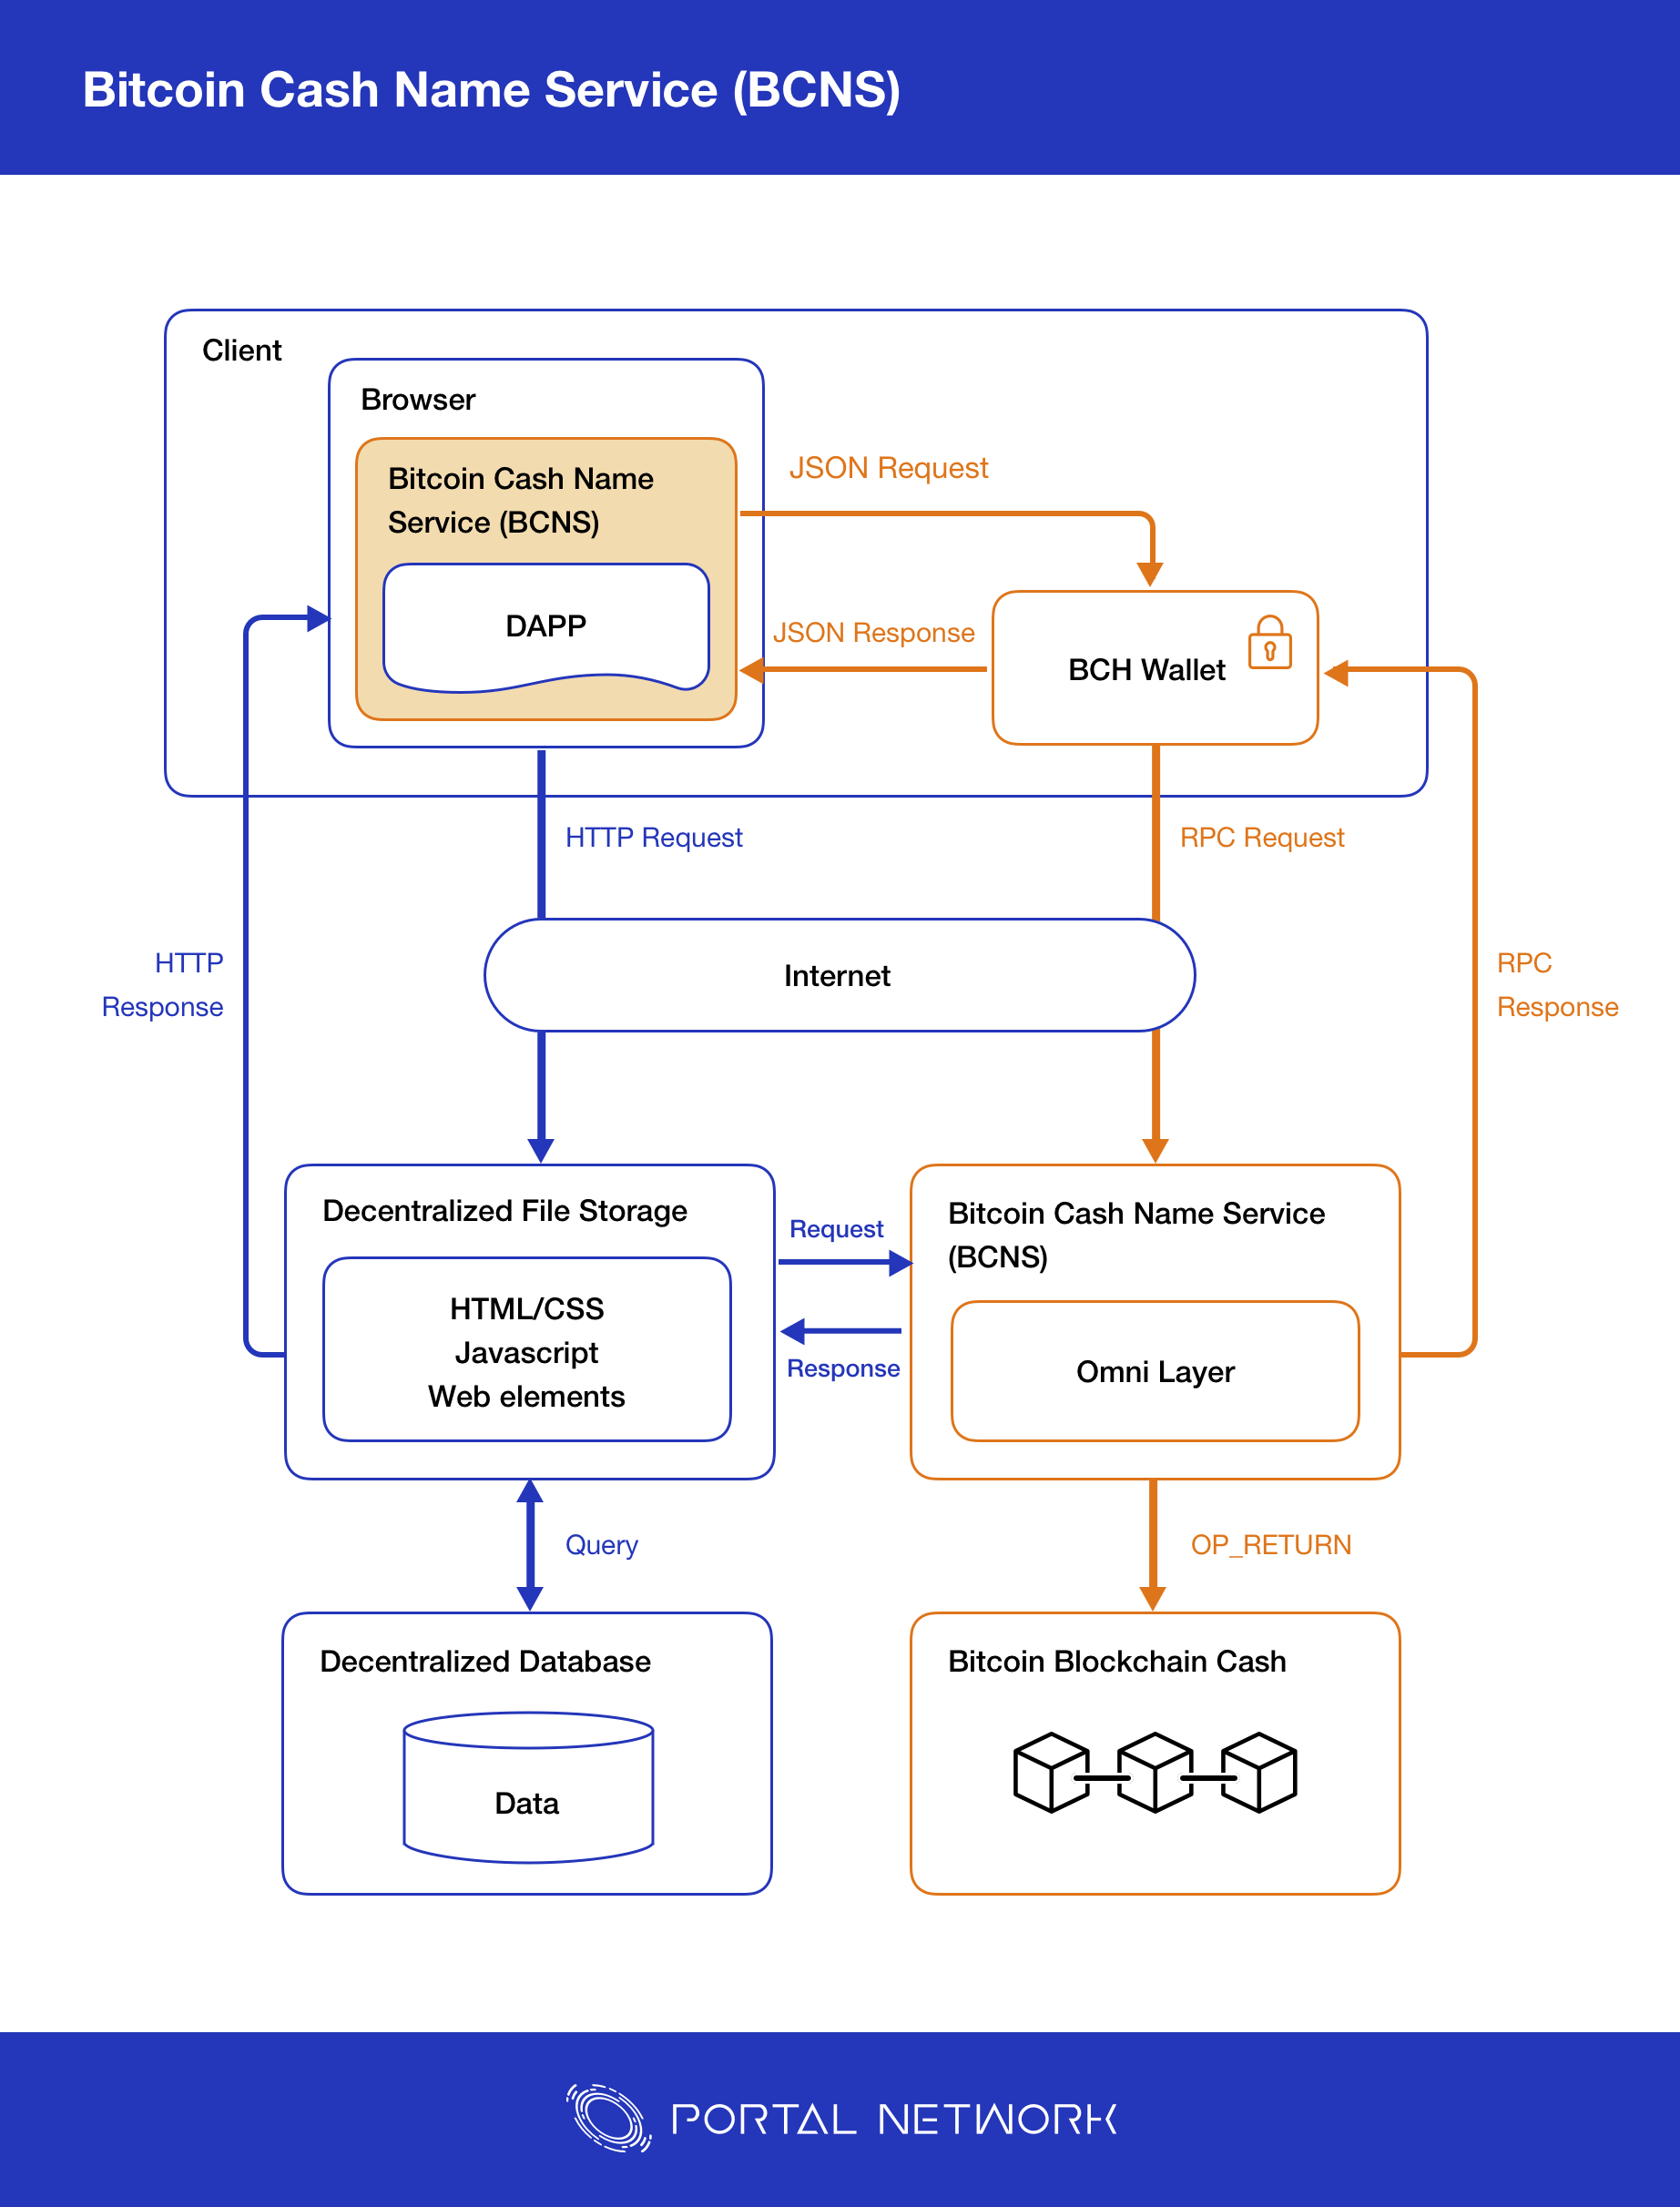 Bitcoin Cash Name Service (BCNS)
Client
Browser
Bitcoin Cash Name
Service (BCNS)
DAPP
JSON Request
JSON Response
BCH Wallet
HTTP Request
RPC Request
HTTP
Response
Internet
RPC
Response
Decentralized File Storage
HTML/CSS
Javascript
Web elements
Request
Response
Bitcoin Cash Name Service
(BCNS)
Omni Layer
Query
OP_RETURN
Decentralized Database
Data
Bitcoin Blockchain Cash
PORTAL NETWORK